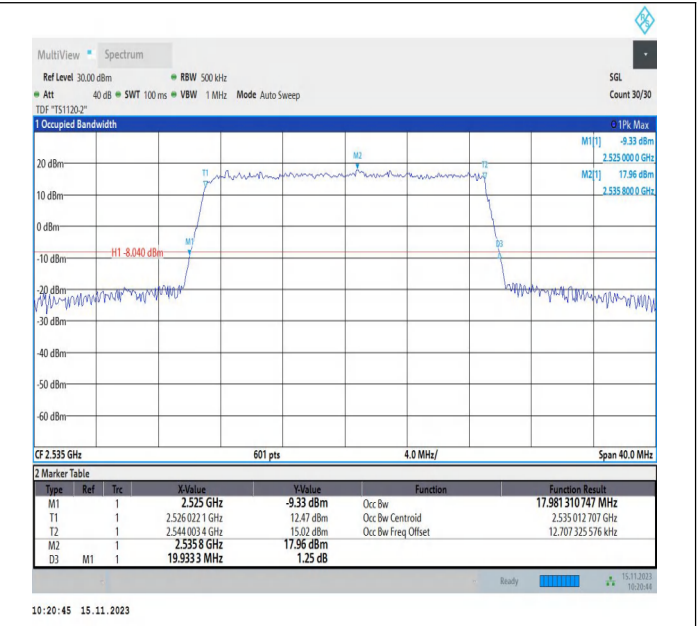 MultiView Spectrum
Ref Level 30.00 dBm RBW 500 kHz SGL
Att 40 dB SWT 100 ms VBW 1 MHz Mode Auto Sweep Count 30/30
TDF "TS1120-2"
1 Occupied Bandwidth 1Pk Max
M1[1] -9.33 dBm
2.525 000 0 GHz
M2[1] 17.96 dBm
2.535 800 0 GHz
M2
T1
T2
20 dBm
10 dBm
0 dBm
M1
D3
H1 -8.040 dBm
-10 dBm
-20 dBm
-30 dBm
-40 dBm
-50 dBm
-60 dBm
CF 2.535 GHz 601 pts 4.0 MHz/ Span 40.0 MHz
2 Marker Table
Type Ref Trc X-Value Y-Value Function Function Result
M1 1 2.525 GHz -9.33 dBm Occ Bw 17.981 310 747 MHz
T1 1 2.526 022 1 GHz 12.47 dBm Occ Bw Centroid 2.535 012 707 GHz
T2 1 2.544 003 4 GHz 15.02 dBm Occ Bw Freq Offset 12.707 325 576 kHz
M2 1 2.535 8 GHz 17.96 dBm
D3 M1 1 19.933 3 MHz 1.25 dB
Ready 15.11.2023
10:20:44
10:20:45 15.11.2023